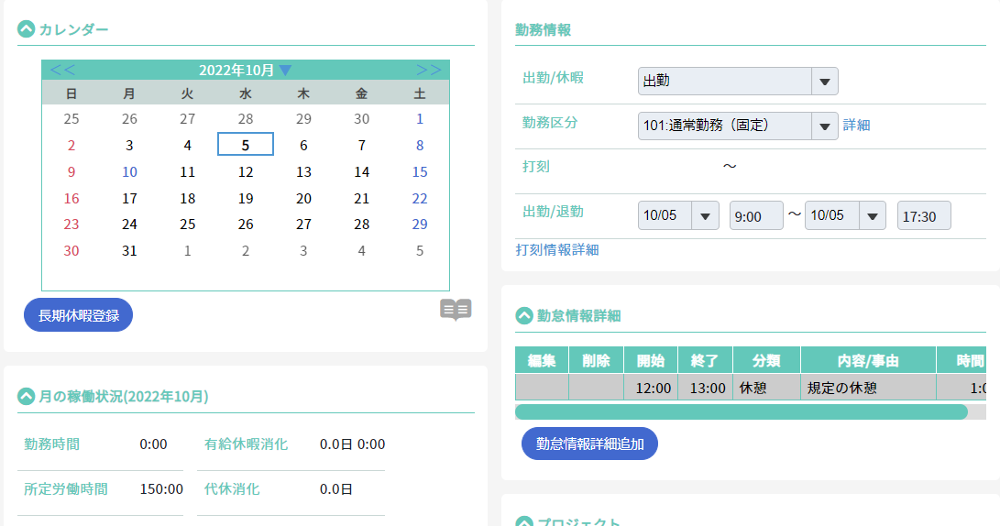 カレンダー
<< 2022年10月▼ >>
日 月 火 水 木 金 土
25 26 27 28 29 30 1
2 3 4 5 6 7 8
9 10 11 12 13 14 15
16 17 18 19 20 21 22
23 24 25 26 27 28 29
30 31 1 2 3 4 5
長期休暇登録
月の稼働状況(2022年10月)
勤務時間 0:00 有給休暇消化 0.0日 0:00
所定労働時間 150:00 代休消化 0.0日
勤務情報
出勤/休暇 出勤
勤務区分 101:通常勤務（固定） 詳細
打刻 ～
出勤/退勤 10/05 9:00 ～ 10/05 17:30
打刻情報詳細
勤怠情報詳細
編集 削除 開始 終了 分類 内容/事由 時間
12:00 13:00 休憩 規定の休憩
勤怠情報詳細追加
プロジェクト